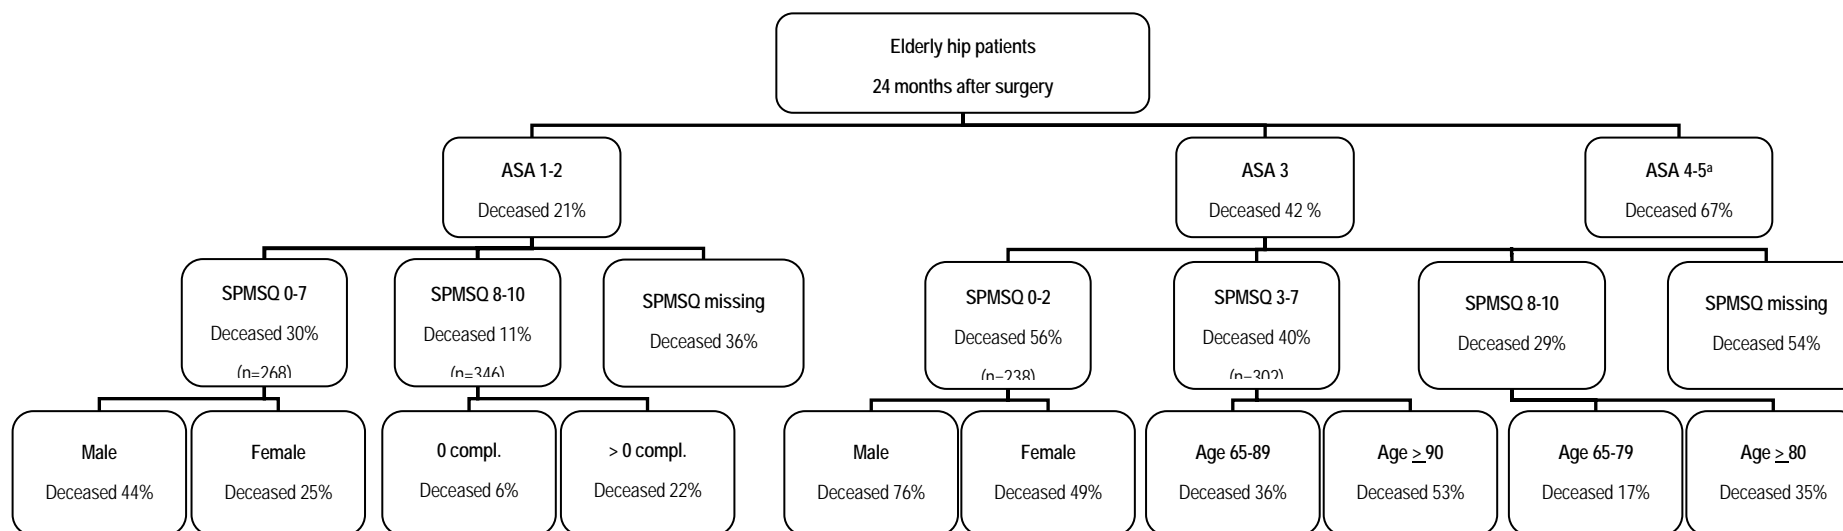 Elderly hip patients
24 months after surgery
ASA 1-2
Deceased 21%
ASA 3
Deceased 42 %
ASA 4-5ᵃ
Deceased 67%
SPMSQ 0-7
Deceased 30%
(n=268)
SPMSQ 8-10
Deceased 11%
(n=346)
SPMSQ missing
Deceased 36%
SPMSQ 0-2
Deceased 56%
(n=238)
SPMSQ 3-7
Deceased 40%
(n=302)
SPMSQ 8-10
Deceased 29%
SPMSQ missing
Deceased 54%
Male
Deceased 44%
Female
Deceased 25%
0 compl.
Deceased 6%
> 0 compl.
Deceased 22%
Male
Deceased 76%
Female
Deceased 49%
Age 65-89
Deceased 36%
Age >90
Deceased 53%
Age 65-79
Deceased 17%
Age >80
Deceased 35%